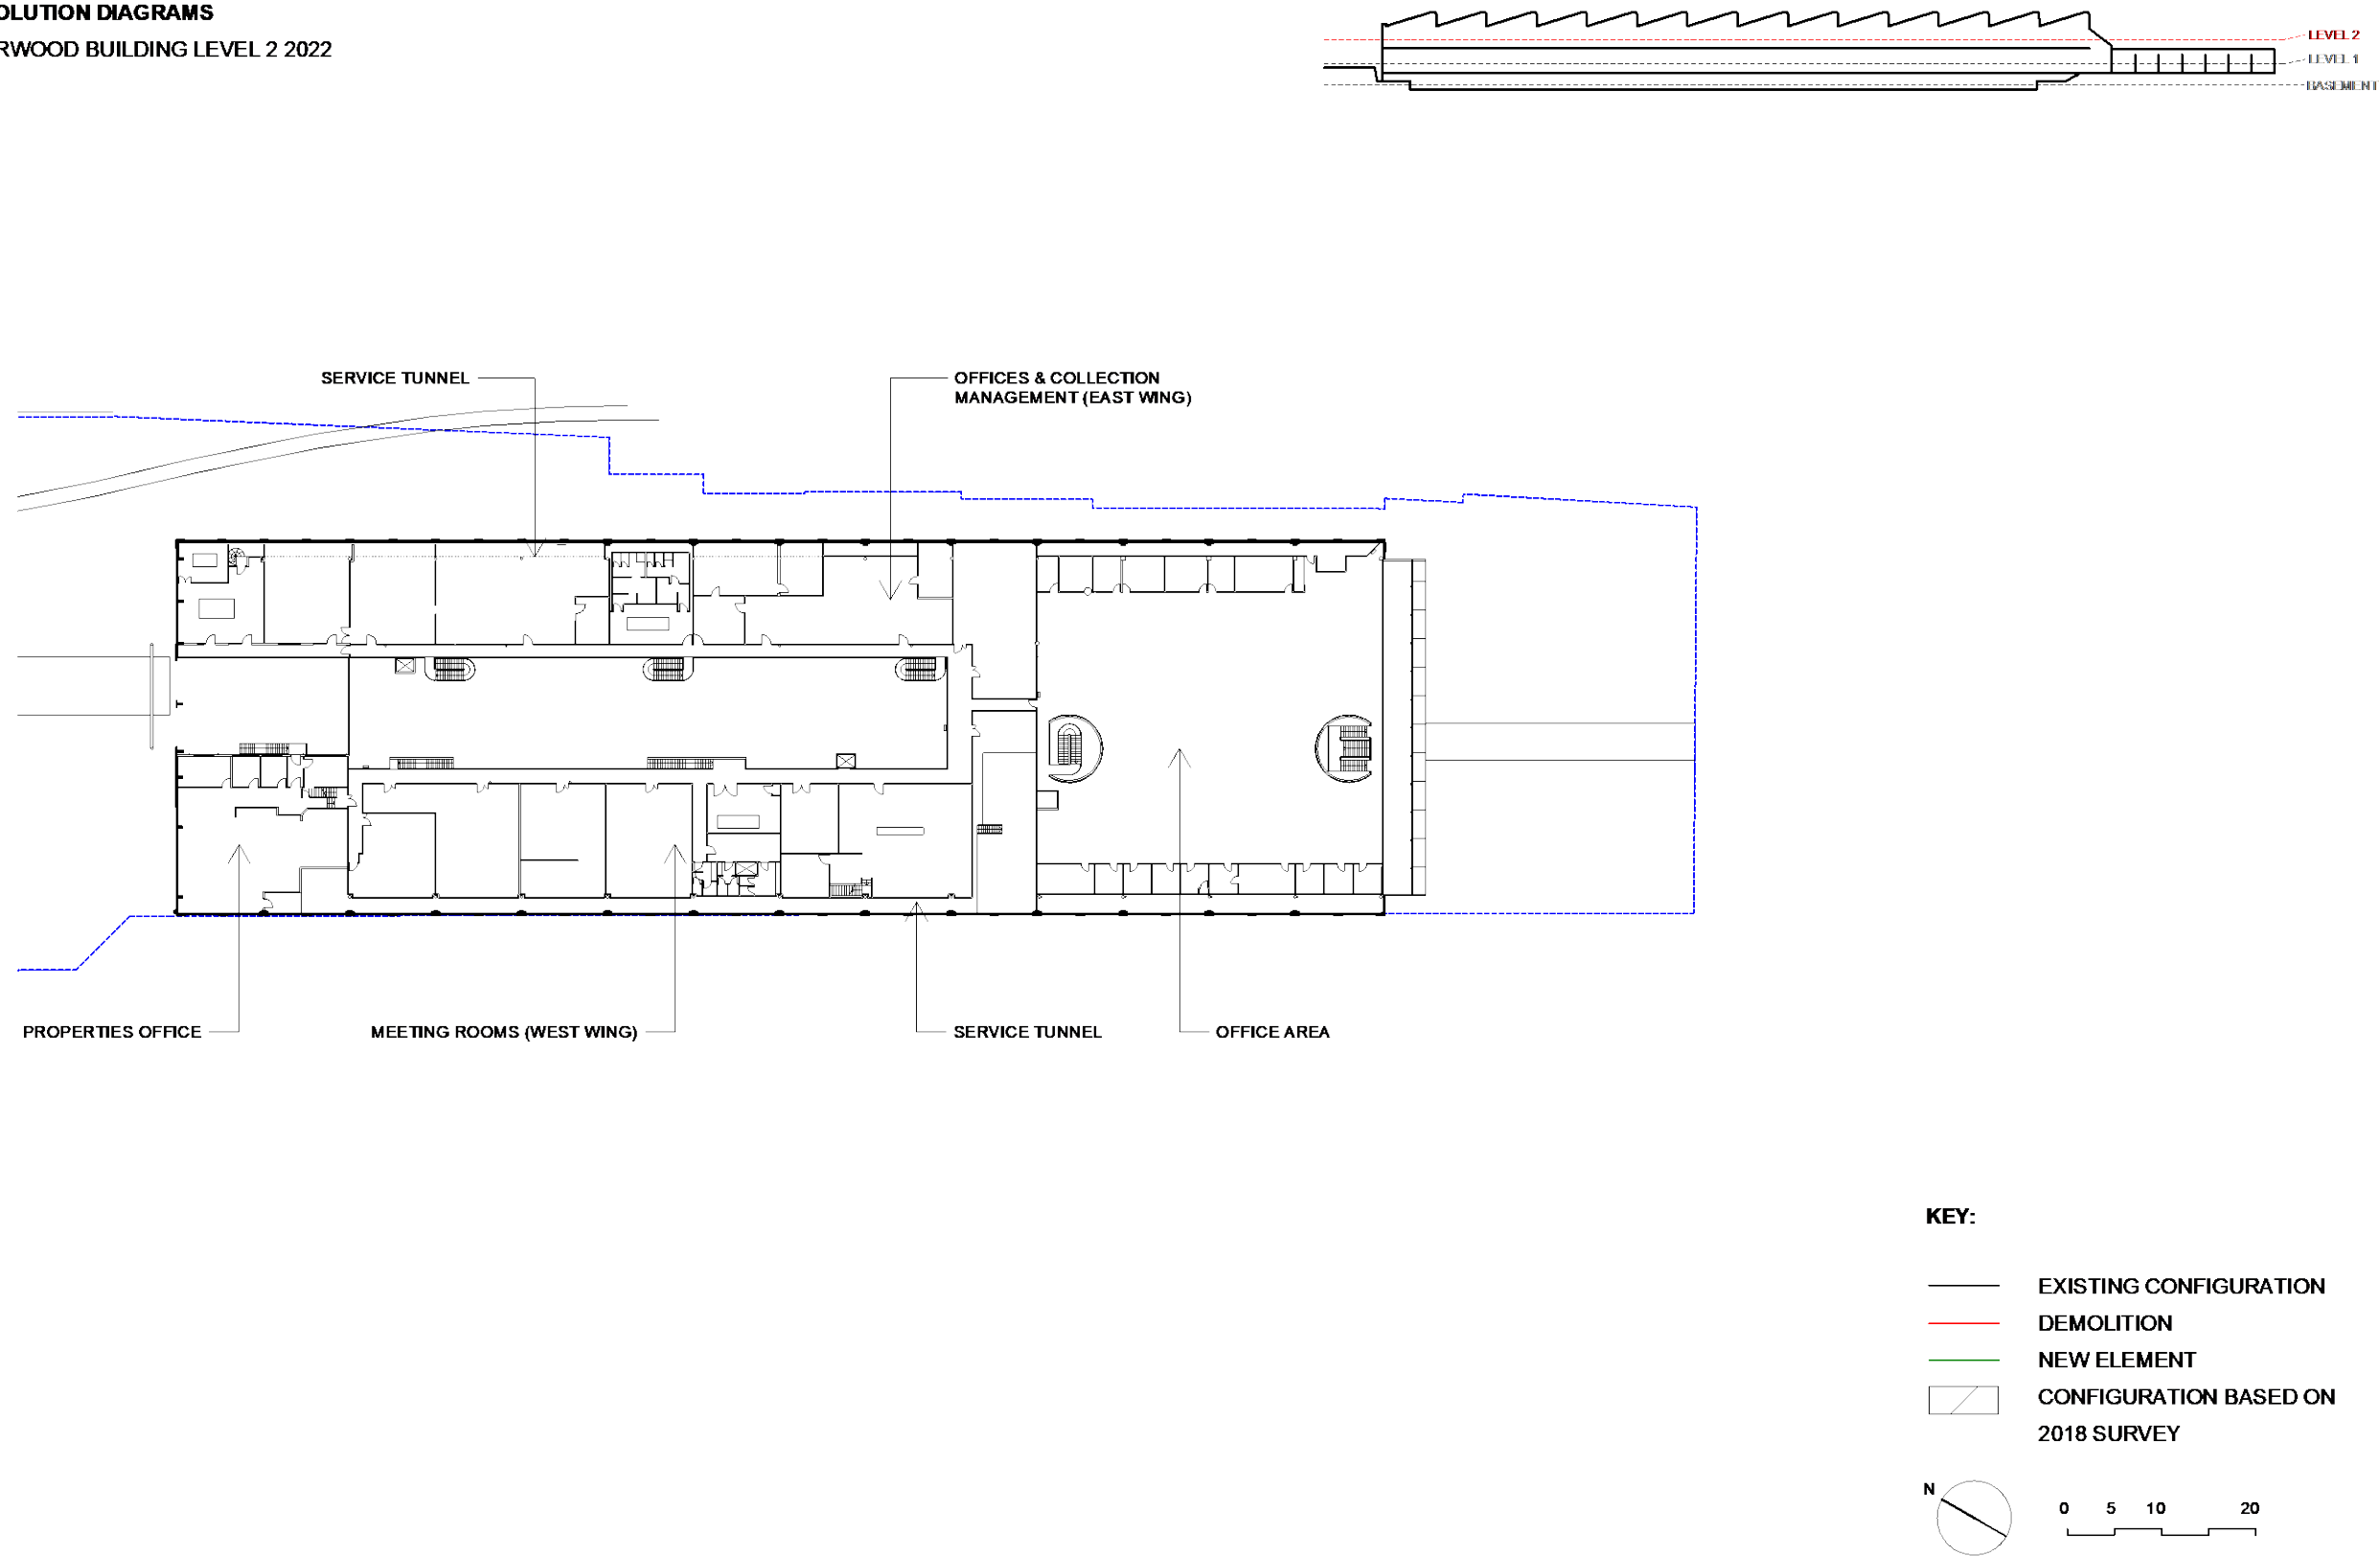 OLUTION DIAGRAMS
RWOOD BUILDING LEVEL 2 2022
LEVEL 2
LEVEL 1
BASEMENT
SERVICE TUNNEL
OFFICES & COLLECTION
MANAGEMENT (EAST WING)
PROPERTIES OFFICE
MEETING ROOMS (WEST WING)
SERVICE TUNNEL
OFFICE AREA
KEY:
EXISTING CONFIGURATION
DEMOLITION
NEW ELEMENT
CONFIGURATION BASED ON
2018 SURVEY
N
0 5 10 20